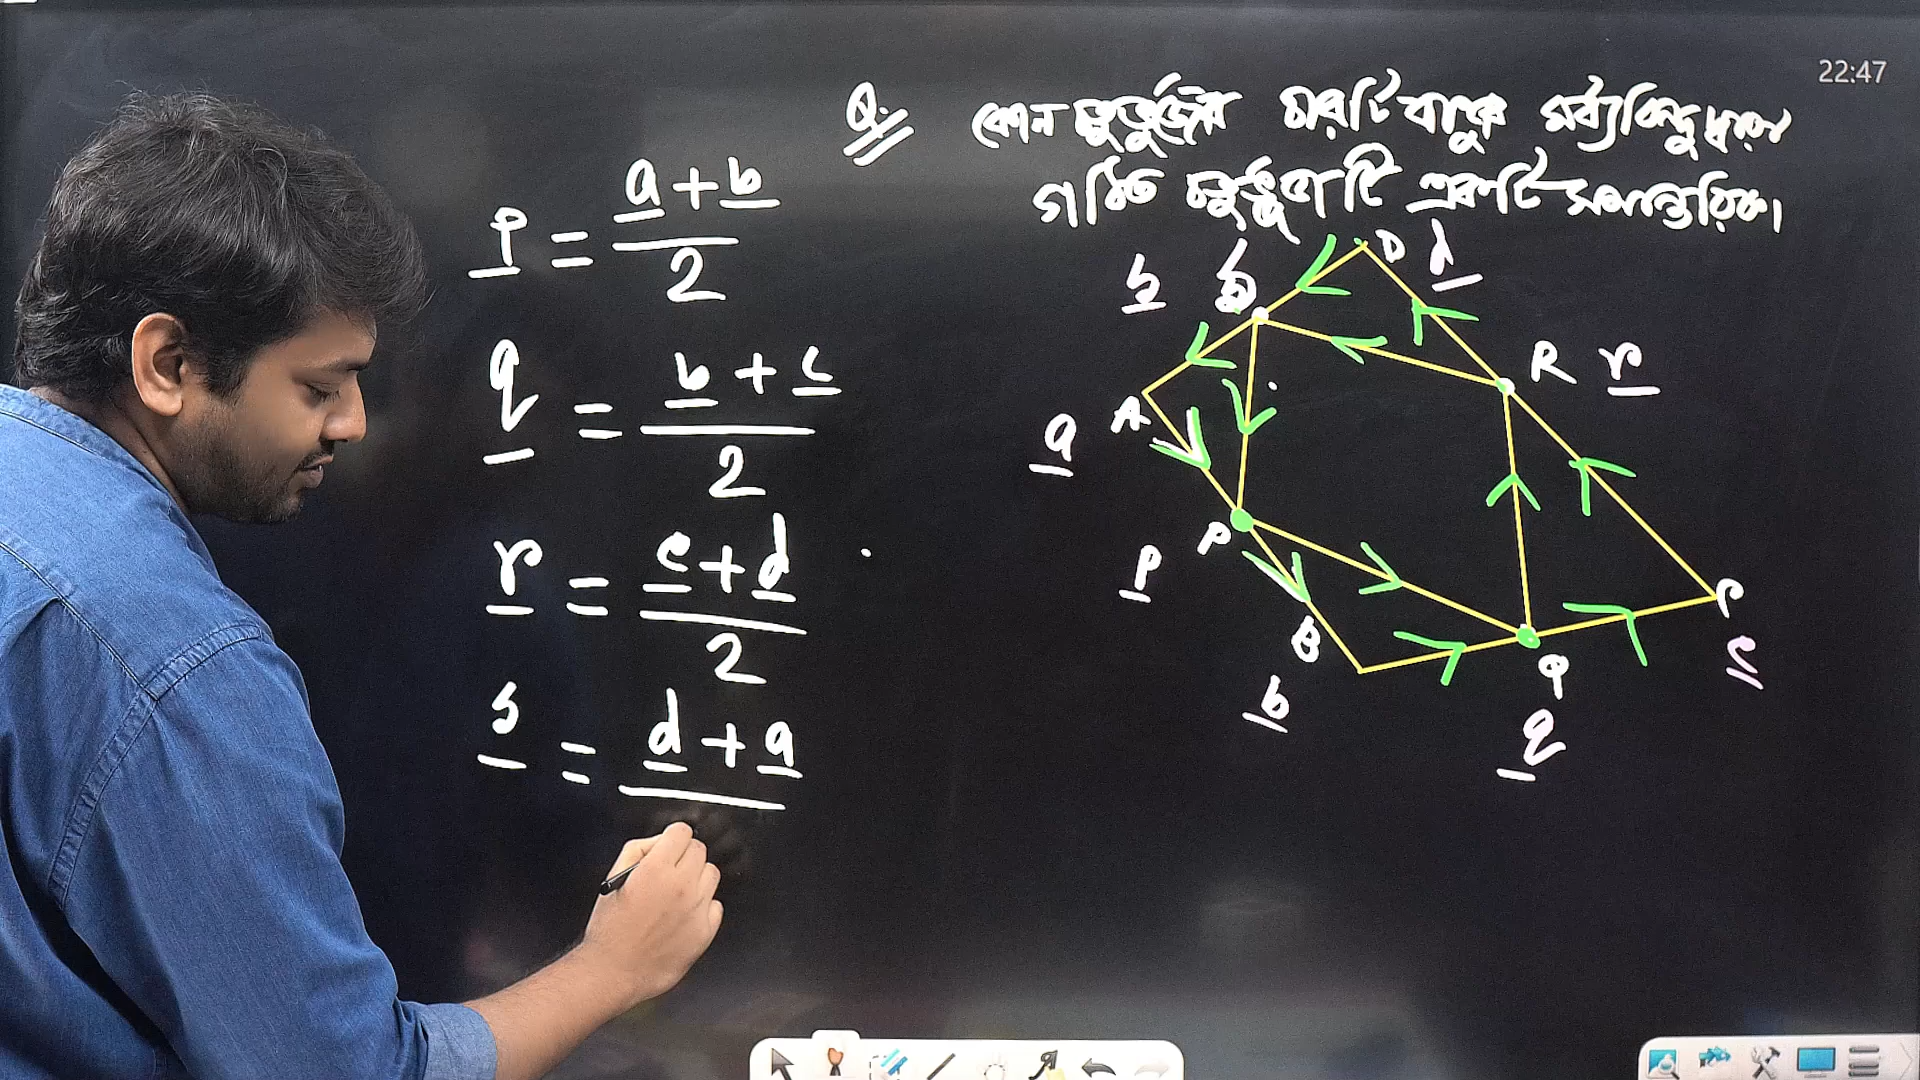 22:47
Q. কোন চতুর্ভুজের চারটি বাহুর মধ্যবিন্দু দ্বারা
গঠিত চতুর্ভুজটি একটি সামান্তরিক।
p = a + b
2
q = b + c
2
r = c + d
2
s = d + a
D d
s S
R r
A
a
P
p
B
b
Q
q
C
c